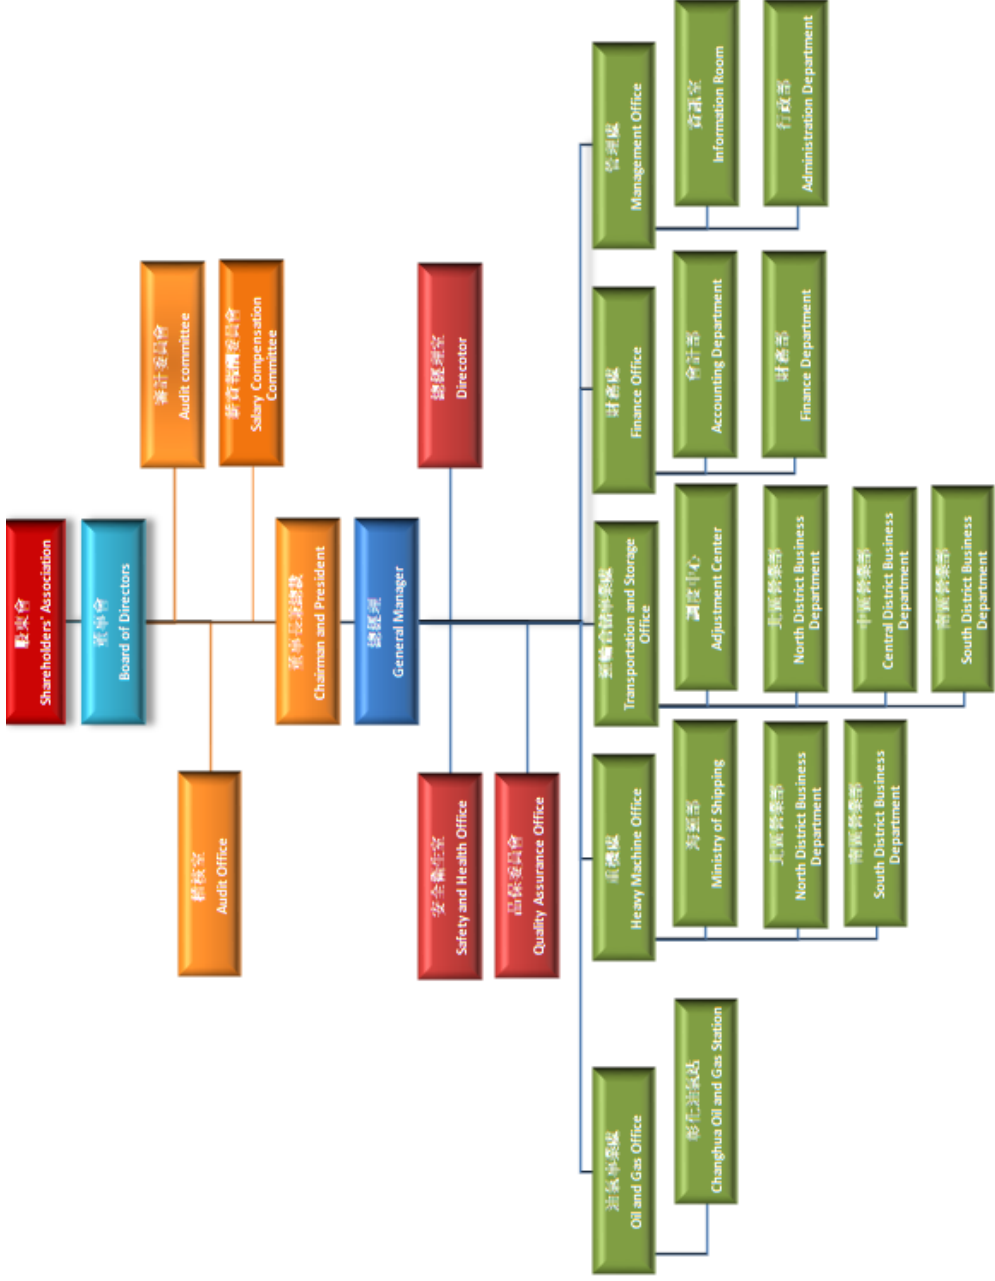 股東會
Shareholders' Association
董事會
Board of Directors
審計委員會
Audit committee
稽核室
Audit Office
薪資報酬委員會
Salary Compensation
Committee
董事長兼總裁
Chairman and President
總經理
General Manager
安全衛生室
Safety and Health Office
總經理室
Direcotor
品保委員會
Quality Assurance Office
油氣事業處
Oil and Gas Office
彰化油氣站
Changhua Oil and Gas Station
重機處
Heavy Machine Office
海運部
Ministry of Shipping
北區營業部
North District Business
Department
南區營業部
South District Business
Department
運輸倉儲事業處
Transportation and Storage
Office
調度中心
Adjustment Center
北區營業部
North District Business
Department
中區營業部
Central District Business
Department
南區營業部
South District Business
Department
財務處
Finance Office
會計部
Accounting Department
財務部
Finance Department
管理處
Management Office
資訊室
Information Room
行政部
Administration Department